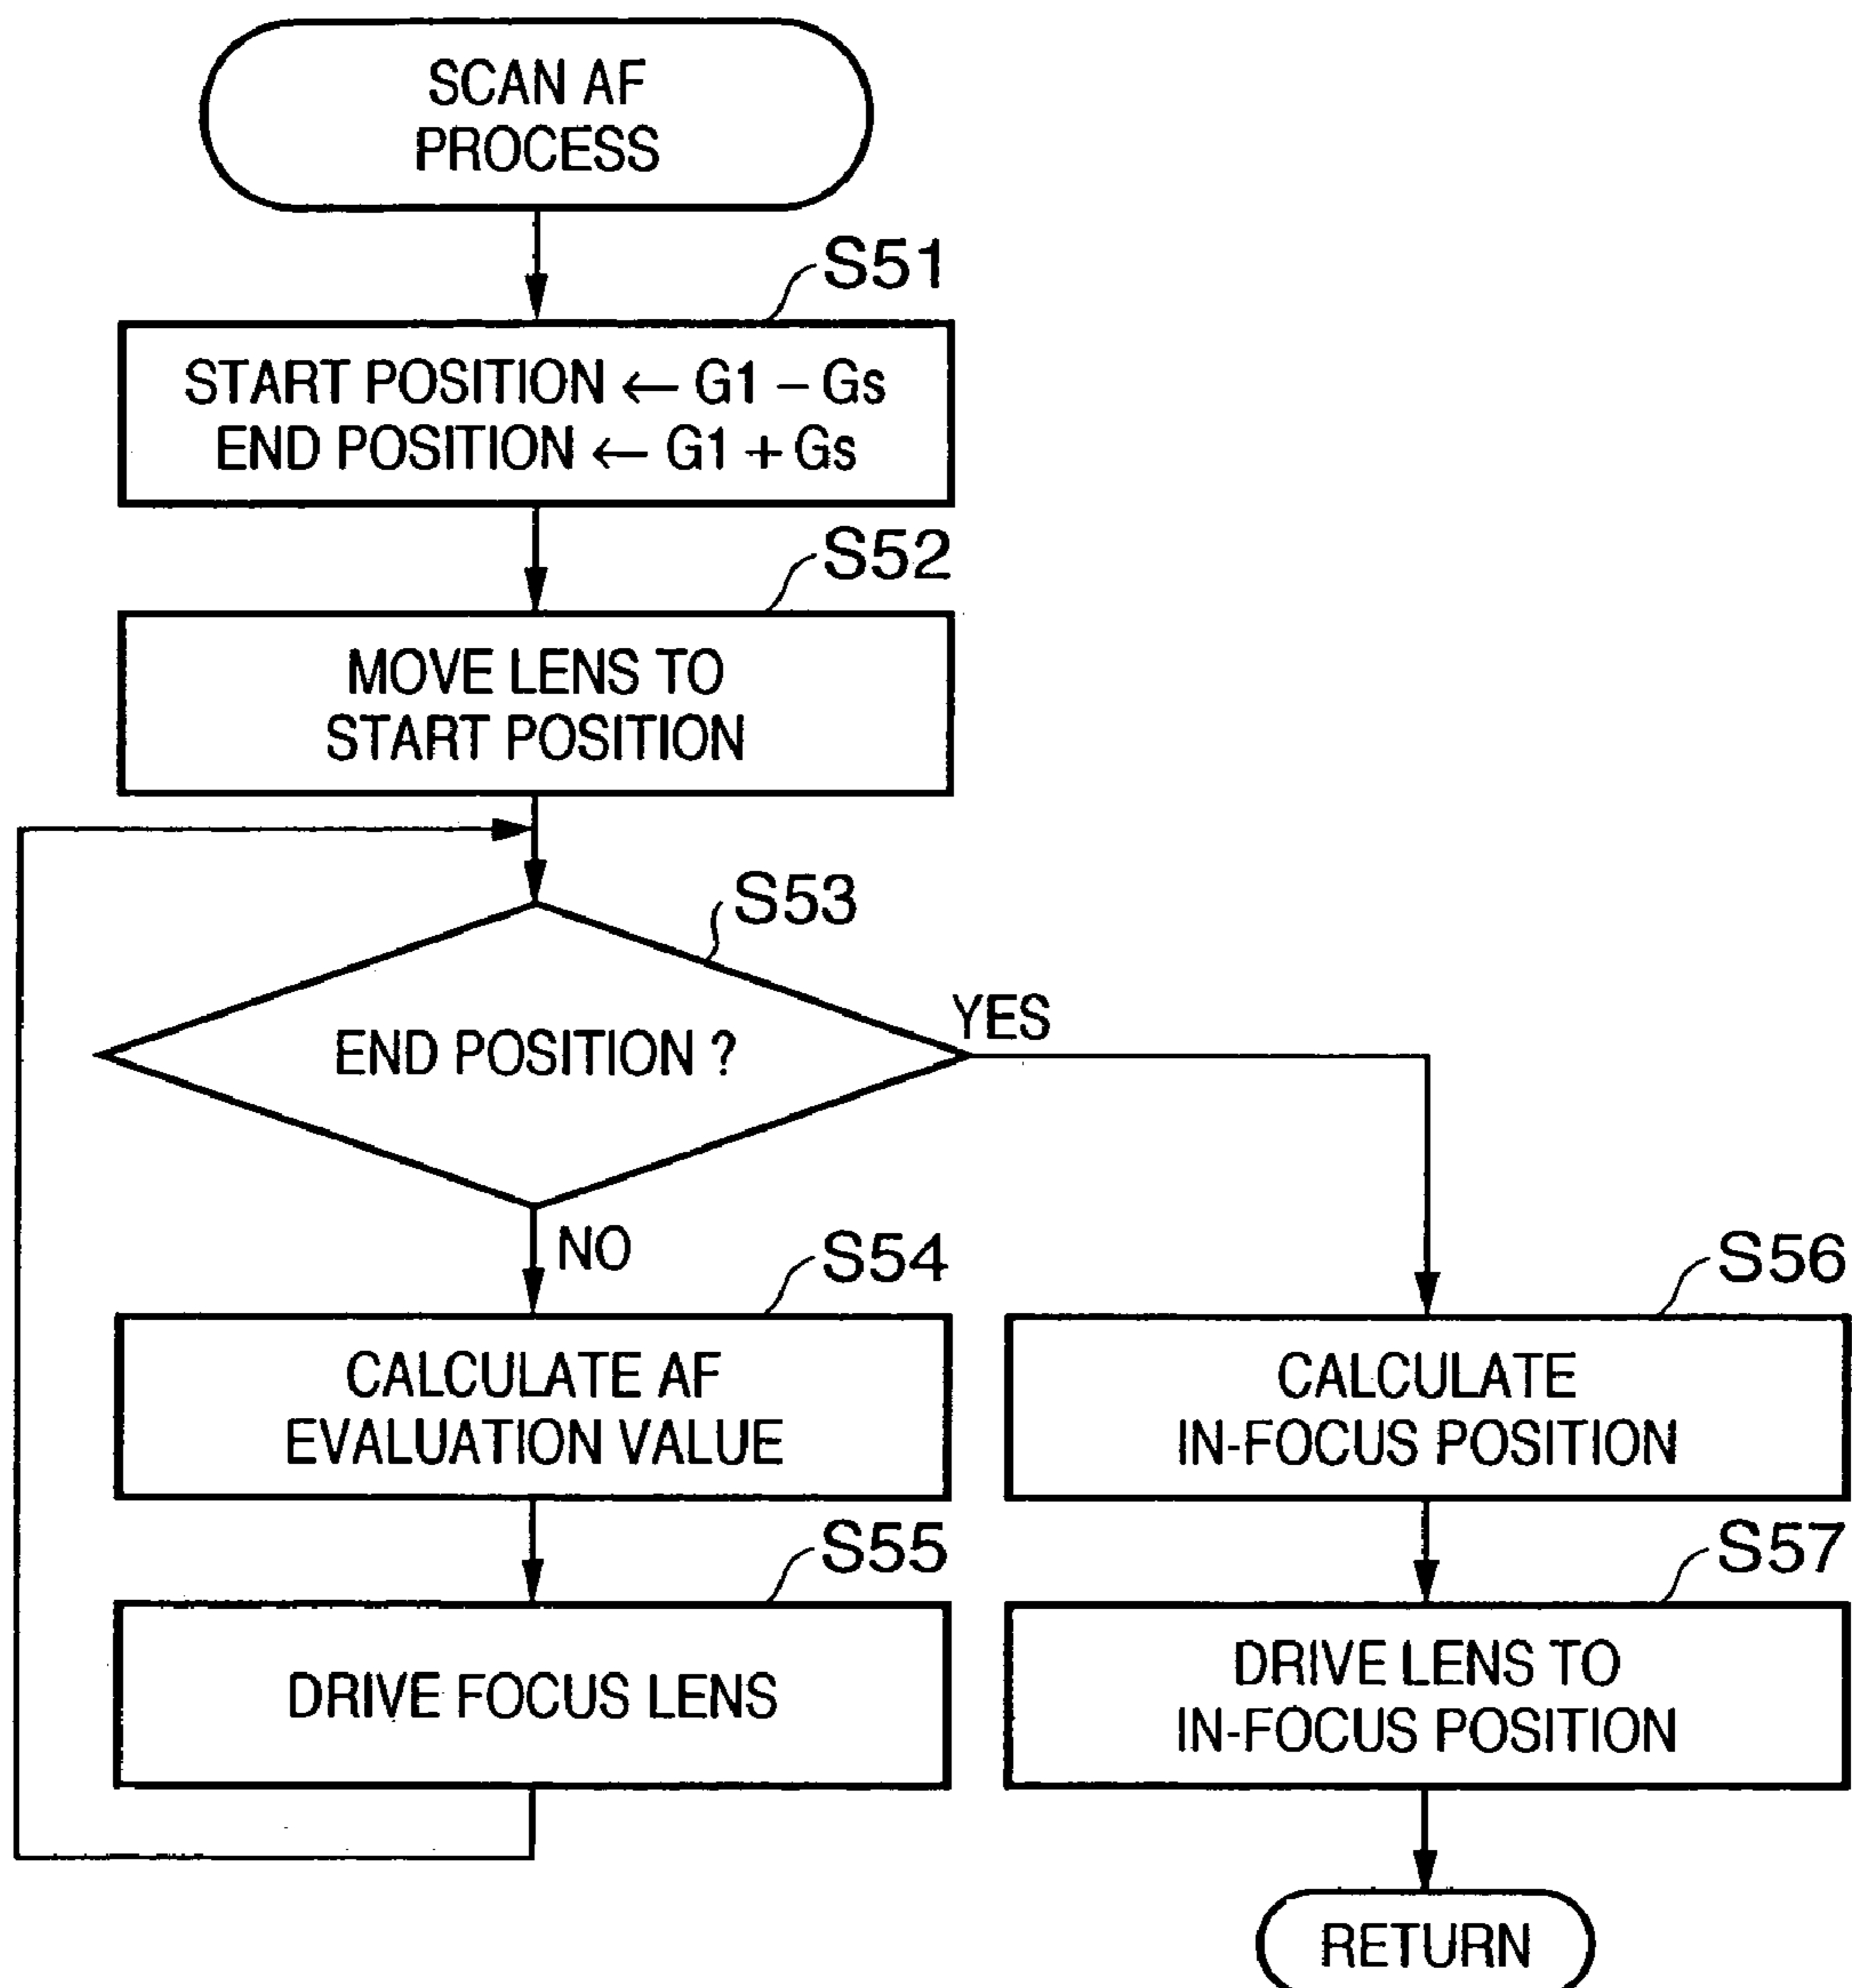 SCAN AF
PROCESS
S51
START POSITION ← G1 − Gs
END POSITION ← G1 + Gs
S52
MOVE LENS TO
START POSITION
S53
END POSITION ?
YES
NO
S54
CALCULATE AF
EVALUATION VALUE
S56
CALCULATE
IN-FOCUS POSITION
S55
DRIVE FOCUS LENS
S57
DRIVE LENS TO
IN-FOCUS POSITION
RETURN